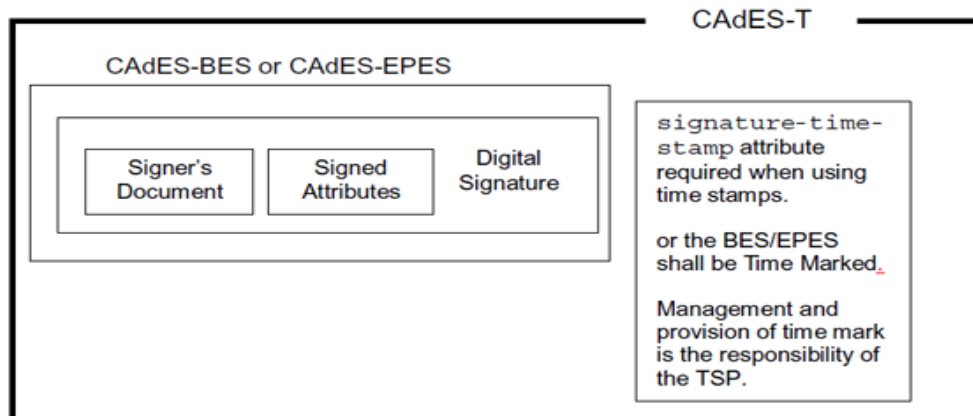 CAdES-T
CAdES-BES or CAdES-EPES
Signer's
Document
Signed
Attributes
Digital
Signature
signature-time-
stamp attribute
required when using
time stamps.
or the BES/EPES
shall be Time Marked.
Management and
provision of time mark
is the responsibility of
the TSP.